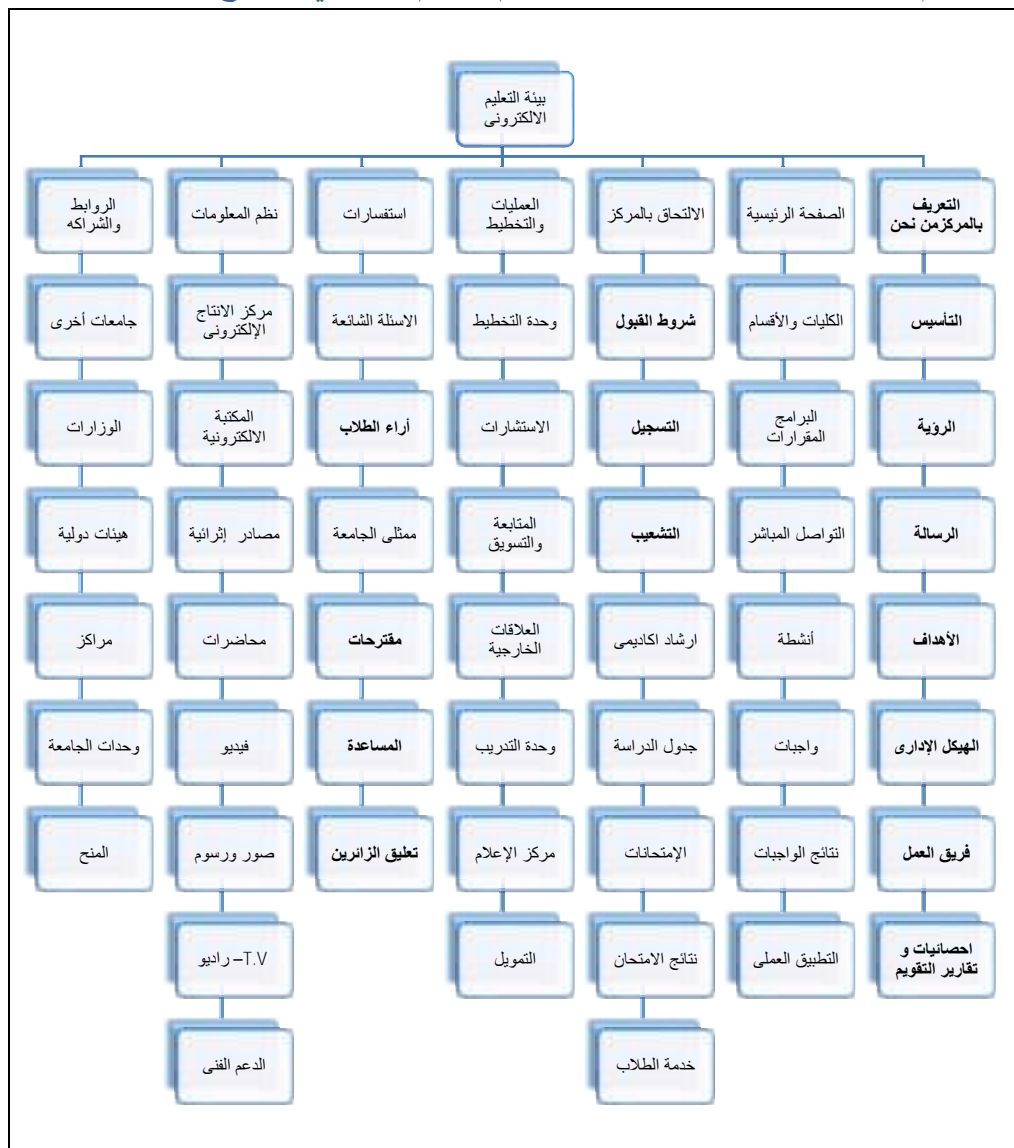 بيئة التعليم
الالكترونى
التعريف
بالمركزمن نحن
الصفحة الرئيسية
الالتحاق بالمركز
العمليات
والتخطيط
استفسارات
نظم المعلومات
الروابط
والشراكه
التأسيس
الكليات والأقسام
شروط القبول
وحدة التخطيط
الاسئلة الشائعة
مركز الانتاج
الإلكترونى
جامعات أخرى
الرؤية
البرامج
المقرارات
التسجيل
الاستشارات
أراء الطلاب
المكتبة
الالكترونية
الوزارات
الرسالة
التواصل المباشر
التشعيب
المتابعة
والتسويق
ممثلى الجامعة
مصادر إثرائية
هيئات دولية
الأهداف
أنشطة
ارشاد اكاديمى
العلاقات
الخارجية
مقترحات
محاضرات
مراكز
الهيكل الإدارى
واجبات
جدول الدراسة
وحدة التدريب
المساعدة
فيديو
وحدات الجامعة
فريق العمل
نتائج الواجبات
الإمتحانات
مركز الإعلام
تعليق الزائرين
صور ورسوم
المنح
احصائيات و
تقارير التقويم
التطبيق العملى
نتائج الامتحان
التمويل
T.V– راديو
خدمة الطلاب
الدعم الفنى